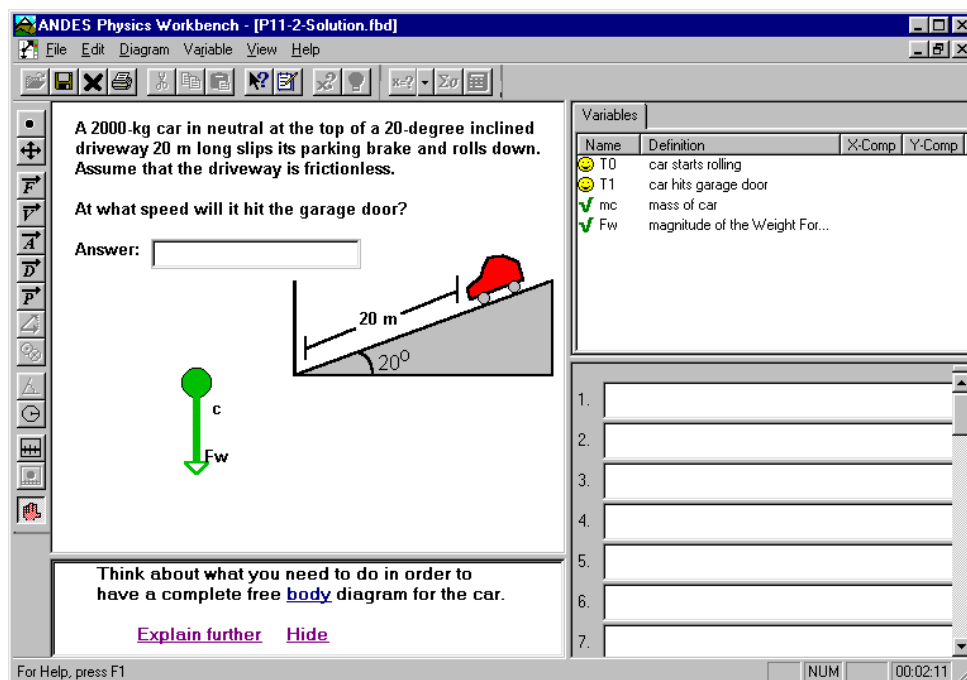 ANDES Physics Workbench - [P11-2-Solution.fbd]
File Edit Diagram Variable View Help
x=? Σσ
A 2000-kg car in neutral at the top of a 20-degree inclined
driveway 20 m long slips its parking brake and rolls down.
Assume that the driveway is frictionless.
At what speed will it hit the garage door?
Answer:
20 m
20⁰
c
Fw
F
V
A
D
P
Variables
Name Definition X-Comp Y-Comp
T0 car starts rolling
T1 car hits garage door
mc mass of car
Fw magnitude of the Weight For...
1.
2.
3.
4.
5.
6.
7.
Think about what you need to do in order to
have a complete free body diagram for the car.
Explain further Hide
For Help, press F1 NUM 00:02:11